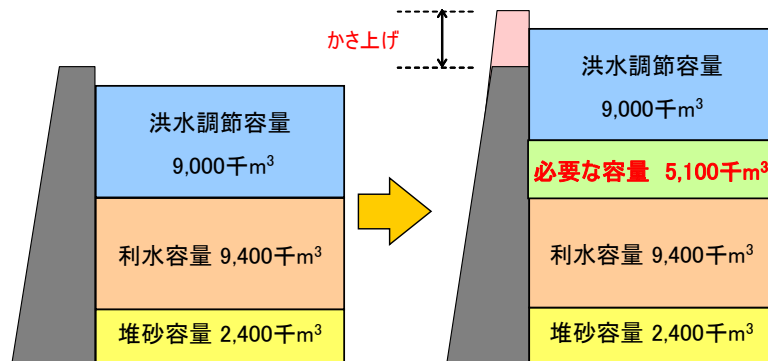 洪水調節容量
9,000千m³
利水容量 9,400千m³
堆砂容量 2,400千m³
かさ上げ
洪水調節容量
9,000千m³
必要な容量 5,100千m³
利水容量 9,400千m³
堆砂容量 2,400千m³